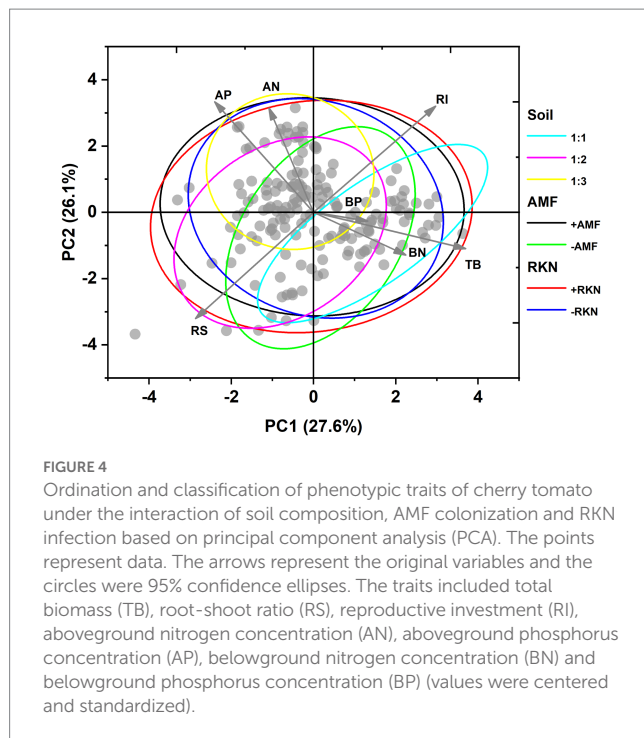 4
2
0
-2
-4
-4
-2
0
2
4
PC2 (26.1%)
PC1 (27.6%)
AP
AN
RI
BP
BN
TB
RS
Soil
1:1
1:2
1:3
AMF
+AMF
-AMF
RKN
+RKN
-RKN
FIGURE 4
Ordination and classification of phenotypic traits of cherry tomato
under the interaction of soil composition, AMF colonization and RKN
infection based on principal component analysis (PCA). The points
represent data. The arrows represent the original variables and the
circles were 95% confidence ellipses. The traits included total
biomass (TB), root-shoot ratio (RS), reproductive investment (RI),
aboveground nitrogen concentration (AN), aboveground phosphorus
concentration (AP), belowground nitrogen concentration (BN) and
belowground phosphorus concentration (BP) (values were centered
and standardized).